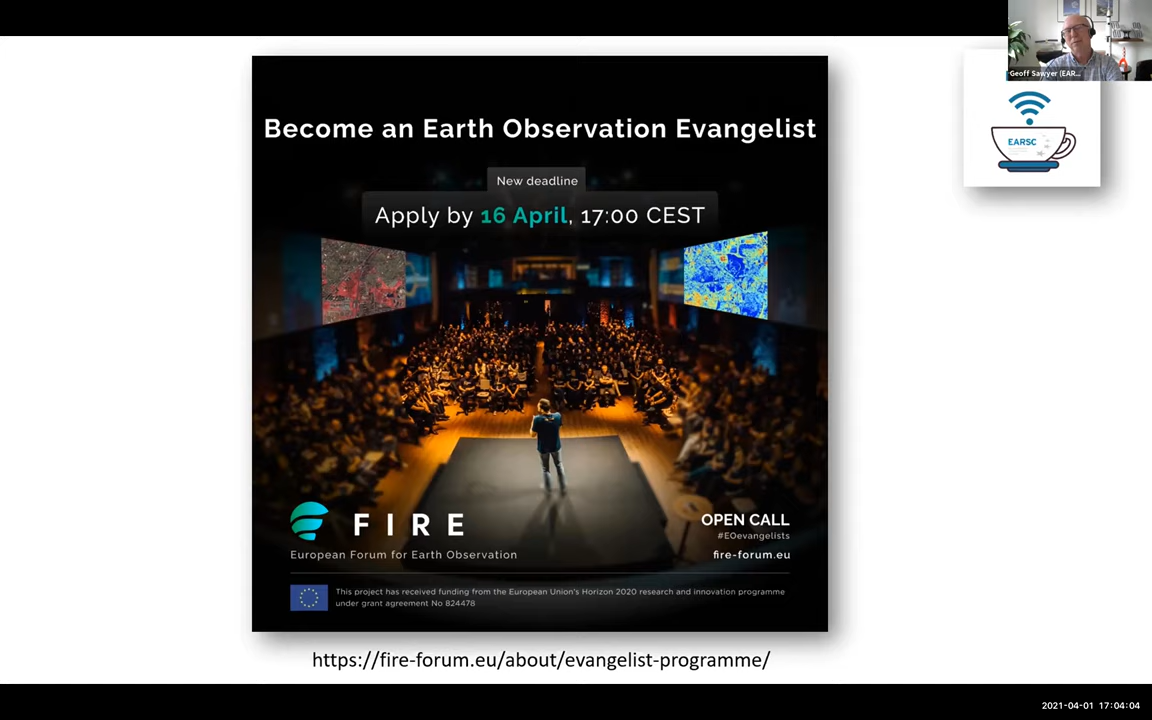 Become an Earth Observation Evangelist
New deadline
Apply by 16 April, 17:00 CEST
FIRE
European Forum for Earth Observation
OPEN CALL
#EOevangelists
fire-forum.eu
This project has received funding from the European Union's Horizon 2020 research and innovation programme
under grant agreement No 824478
https://fire-forum.eu/about/evangelist-programme/
Geoff Sawyer (EAR...
EARSC
2021-04-01 17:04:04